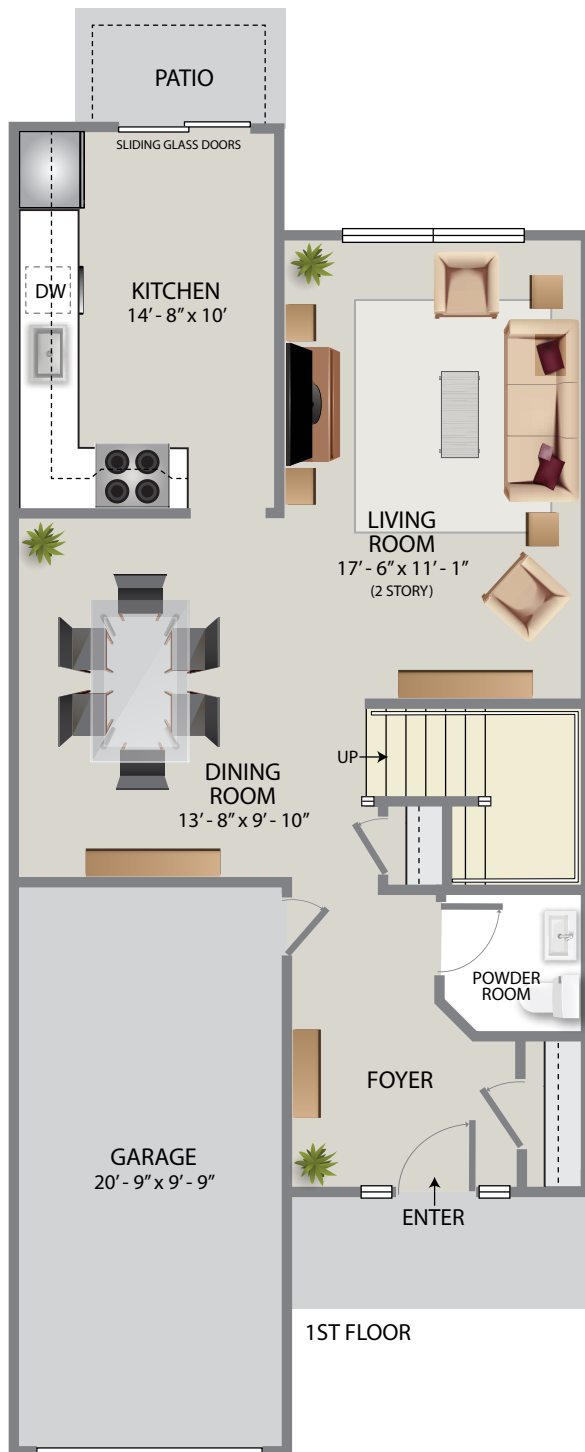 PATIO
SLIDING GLASS DOORS
DW
KITCHEN
14’ - 8” x 10’
LIVING
ROOM
17’ - 6” x 11’ - 1”
(2 STORY)
UP
DINING
ROOM
13’ - 8” x 9’ - 10”
POWDER
ROOM
FOYER
GARAGE
20’ - 9” x 9’ - 9”
ENTER
1ST FLOOR